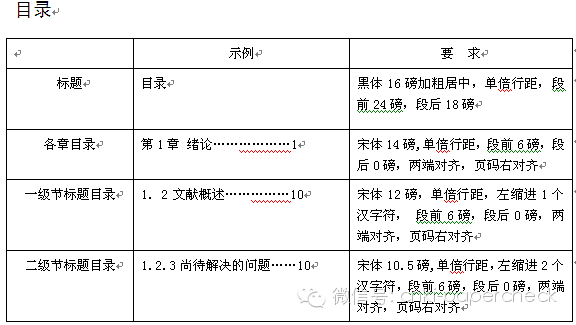 目录
示例 要 求
标题 目录 黑体 16 磅加粗居中，单倍行距，段
前 24 磅，段后 18 磅
各章目录 第 1 章 绪论………………1 宋体 14 磅,单倍行距，段前 6 磅，段
后 0 磅，两端对齐，页码右对齐
一级节标题目录 1. 2 文献概述……………10 宋体 12 磅，单倍行距，左缩进 1 个
汉字符， 段前 6 磅，段后 0 磅，两
端对齐，页码右对齐
二级节标题目录 1.2.3 尚待解决的问题……10 宋体 10.5 磅,单倍行距，左缩进 2 个
汉字符，段前 6 磅，段后 0 磅，两端
对齐，页码右对齐
微信号: